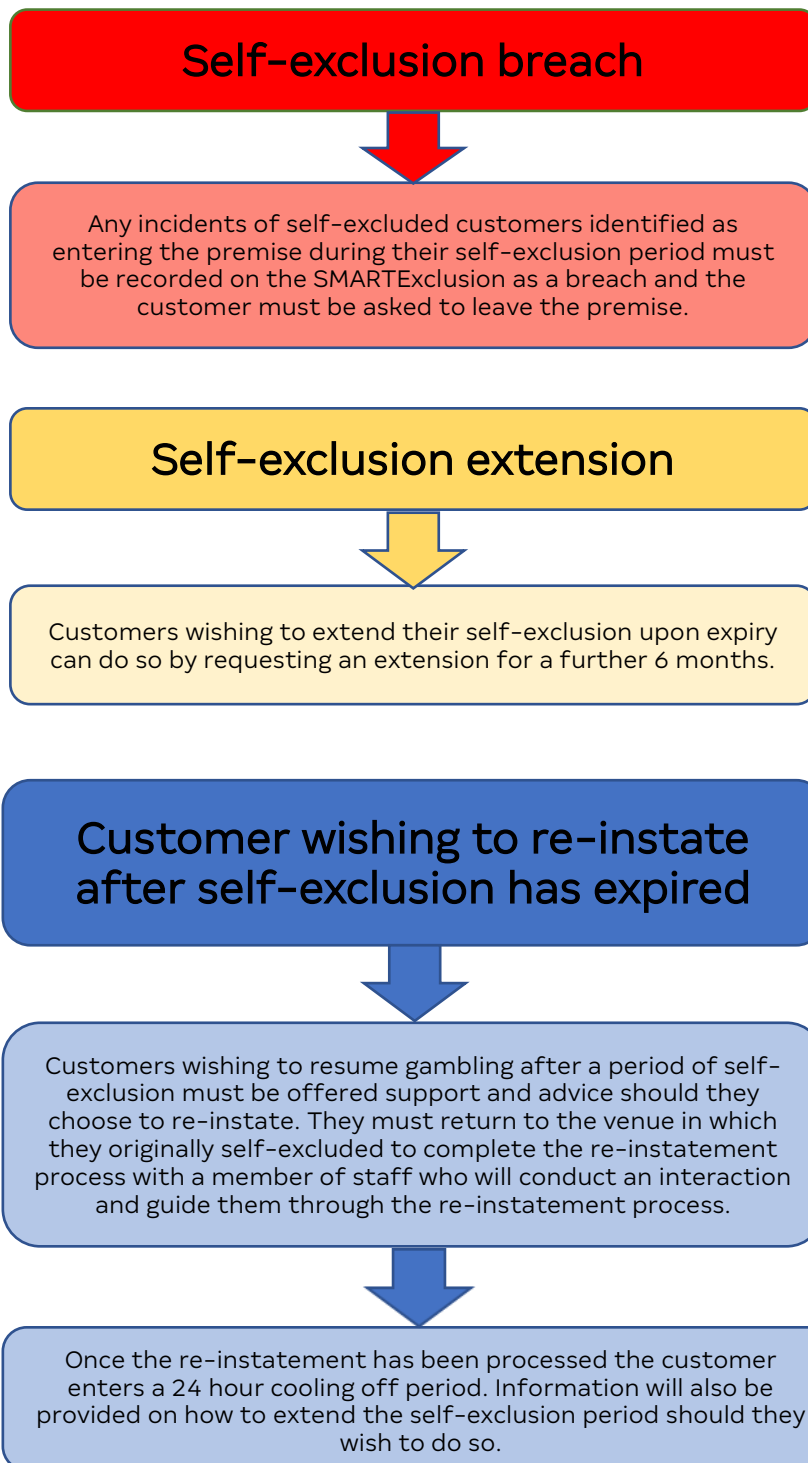 Self-exclusion breach
Any incidents of self-excluded customers identified as
entering the premise during their self-exclusion period must
be recorded on the SMARTExclusion as a breach and the
customer must be asked to leave the premise.
Self-exclusion extension
Customers wishing to extend their self-exclusion upon expiry
can do so by requesting an extension for a further 6 months.
Customer wishing to re-instate
after self-exclusion has expired
Customers wishing to resume gambling after a period of self-
exclusion must be offered support and advice should they
choose to re-instate. They must return to the venue in which
they originally self-excluded to complete the re-instatement
process with a member of staff who will conduct an interaction
and guide them through the re-instatement process.
Once the re-instatement has been processed the customer
enters a 24 hour cooling off period. Information will also be
provided on how to extend the self-exclusion period should they
wish to do so.